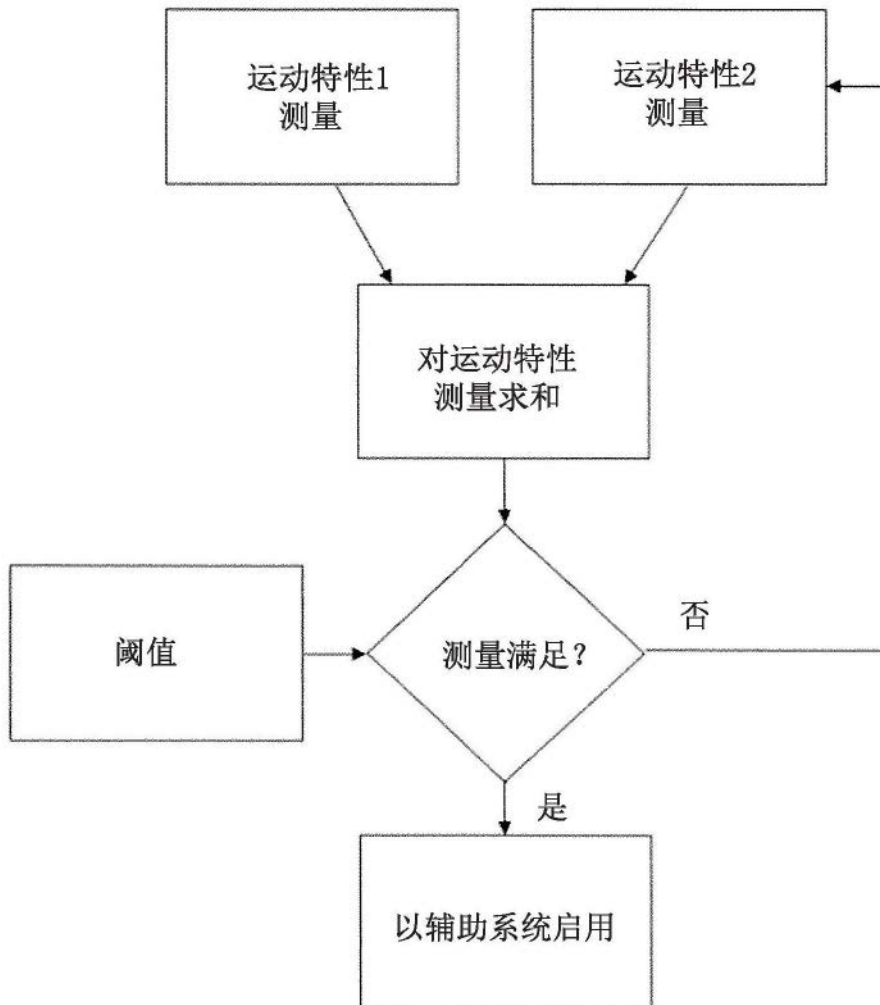 运动特性1
测量
运动特性2
测量
对运动特性
测量求和
阈值
测量满足?
否
是
以辅助系统启用